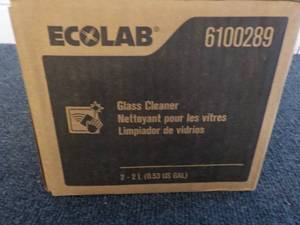 ECOLAB® 6100289
Glass Cleaner
Nettoyant pour les vitres
Limpiador de vidrios
2 - 2 L (0.53 US GAL)